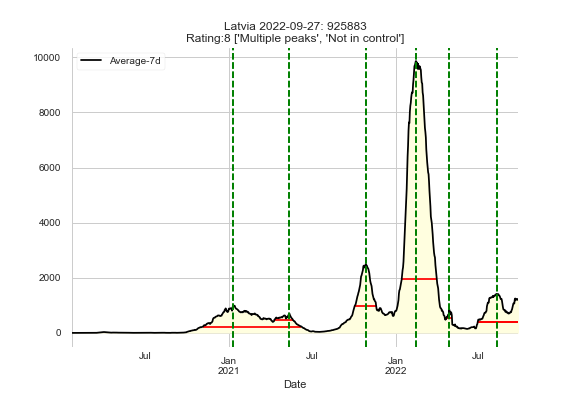 Latvia 2022-09-27: 925883
Rating:8 ['Multiple peaks', 'Not in control']
Average-7d
10000
8000
6000
4000
2000
0
Jul
Jan
2021
Jul
Jan
2022
Jul
Date